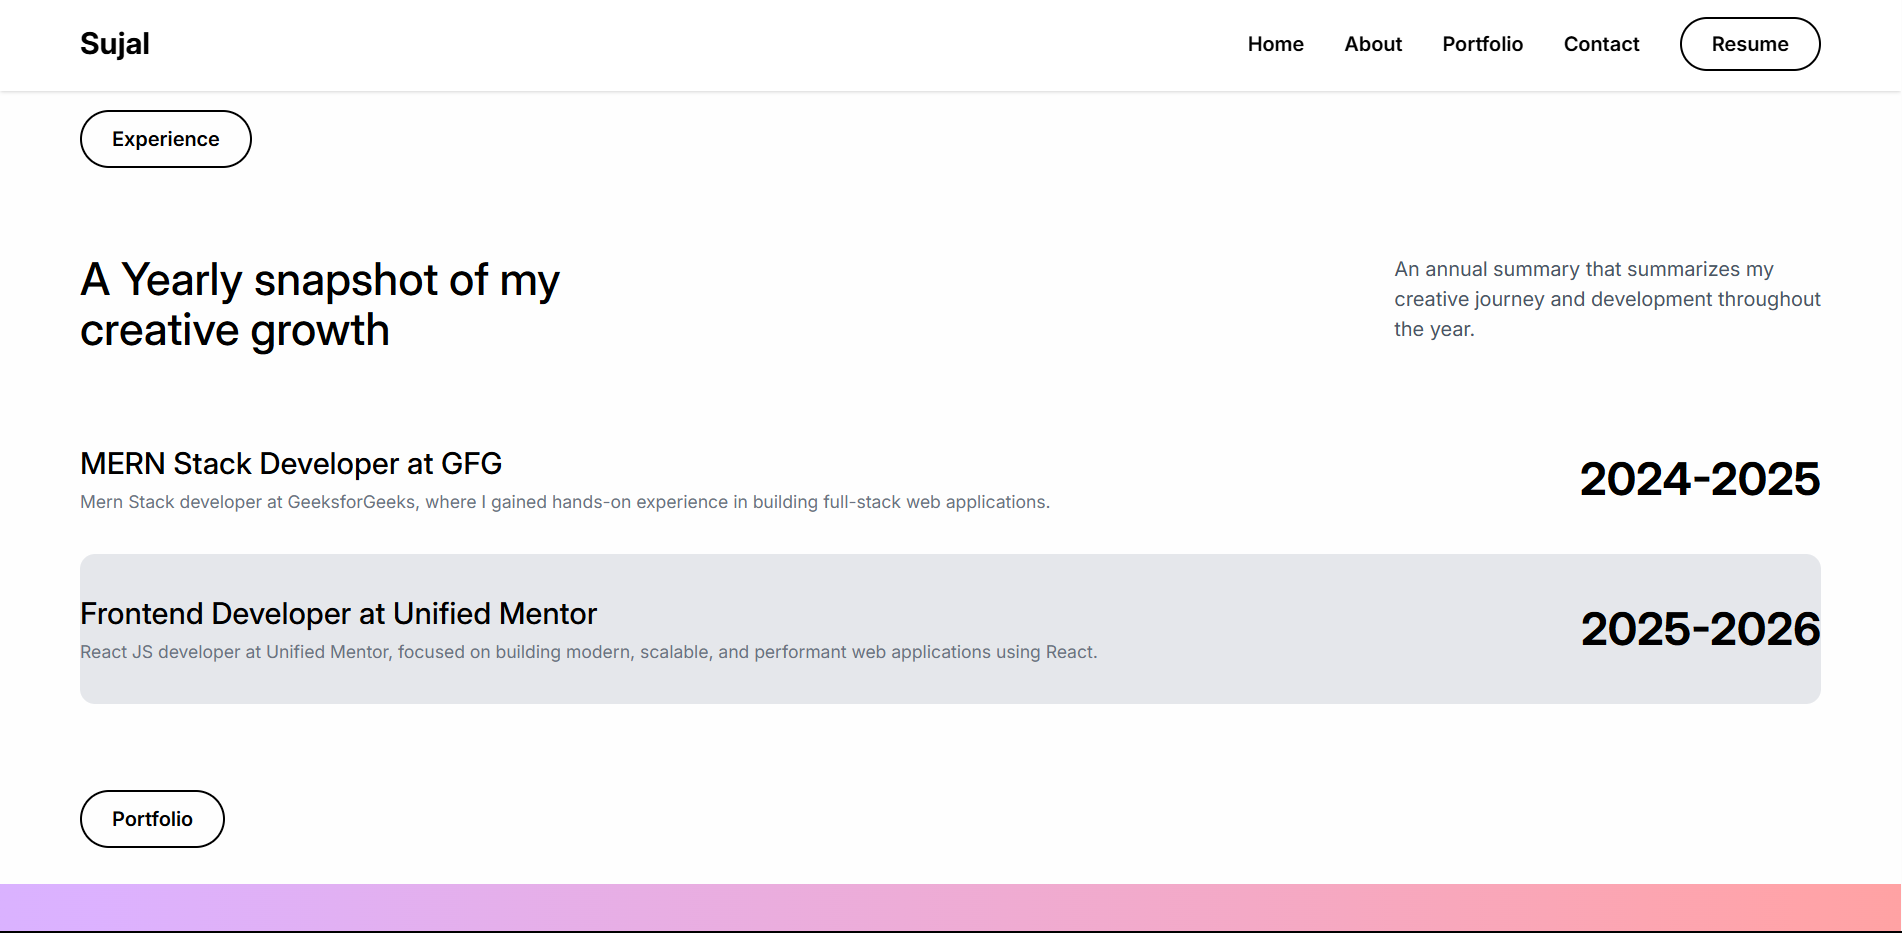 Sujal
Home
About
Portfolio
Contact
Resume
Experience
A Yearly snapshot of my
creative growth
An annual summary that summarizes my
creative journey and development throughout
the year.
MERN Stack Developer at GFG
Mern Stack developer at GeeksforGeeks, where I gained hands-on experience in building full-stack web applications.
2024-2025
Frontend Developer at Unified Mentor
React JS developer at Unified Mentor, focused on building modern, scalable, and performant web applications using React.
2025-2026
Portfolio